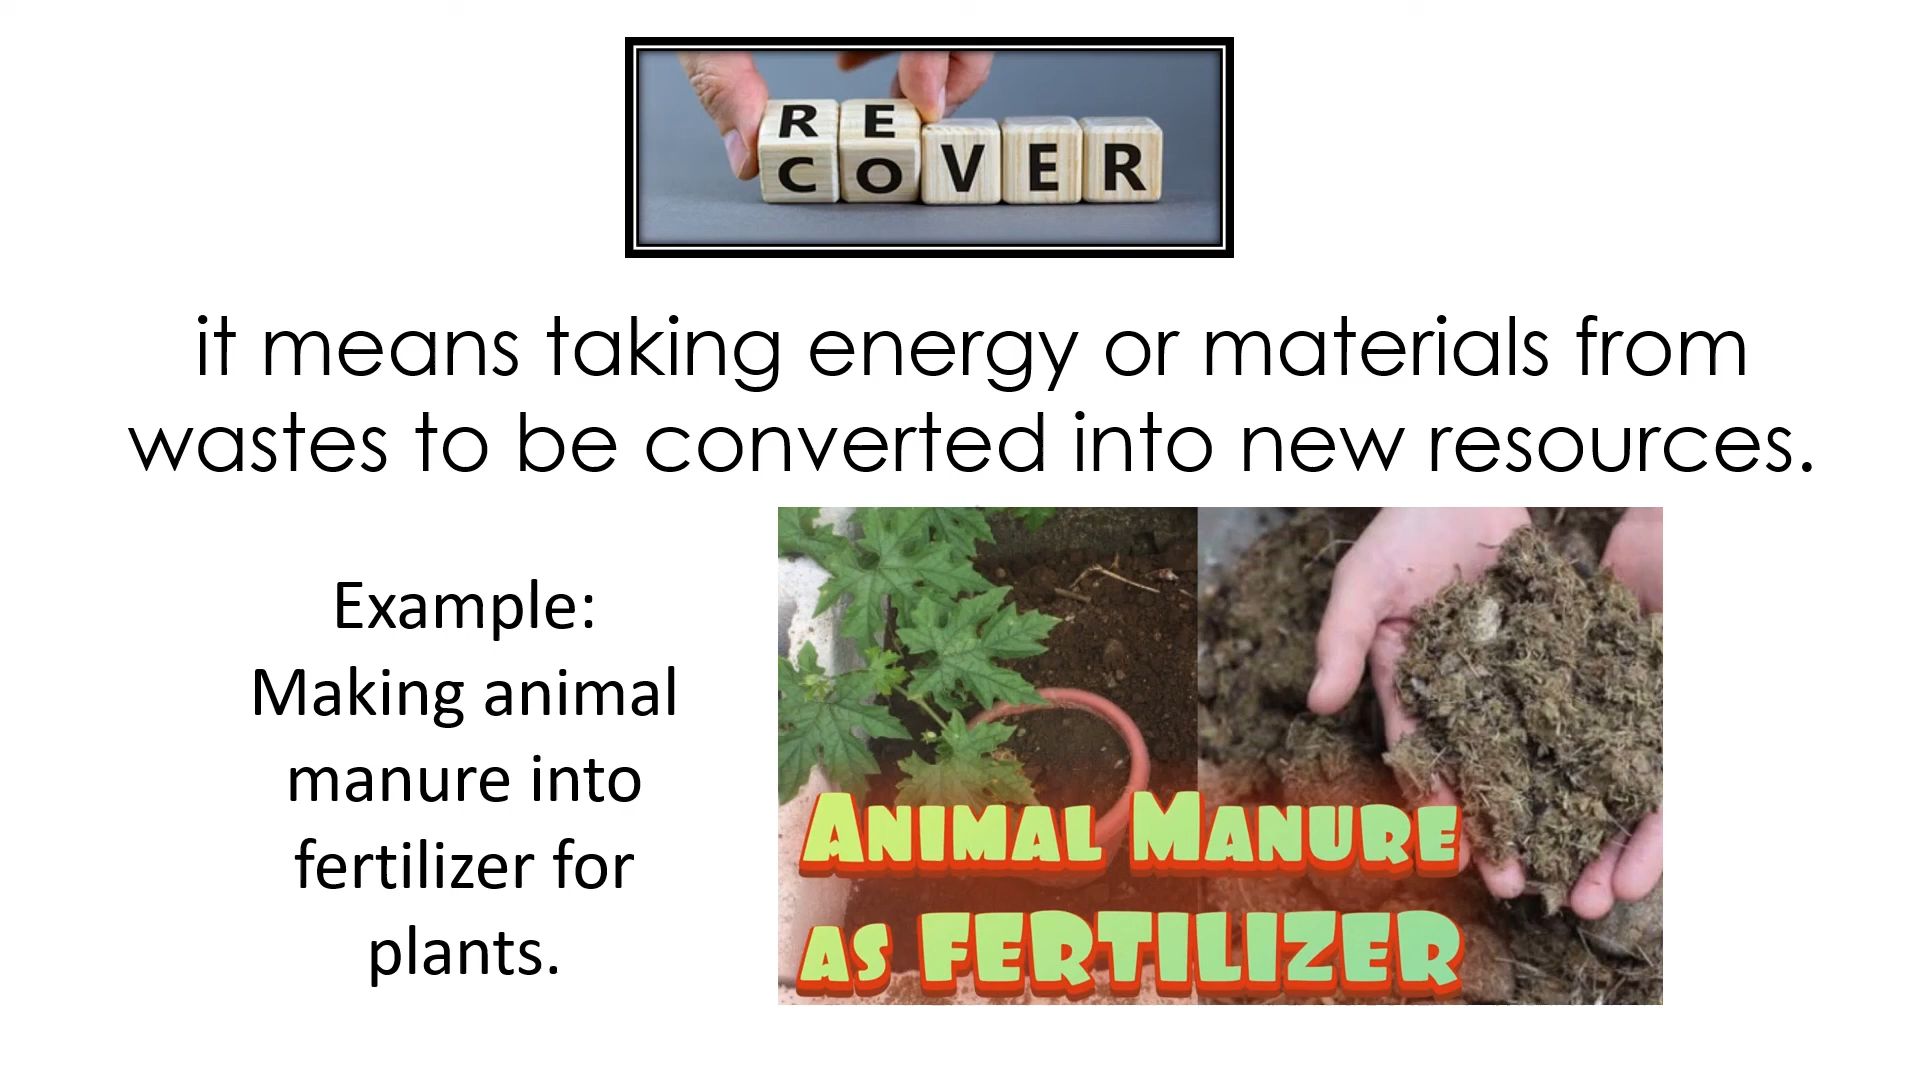 RE
COVER
it means taking energy or materials from
wastes to be converted into new resources.
Example:
Making animal
manure into
fertilizer for
plants.
ANIMAL MANURE
AS FERTILIZER